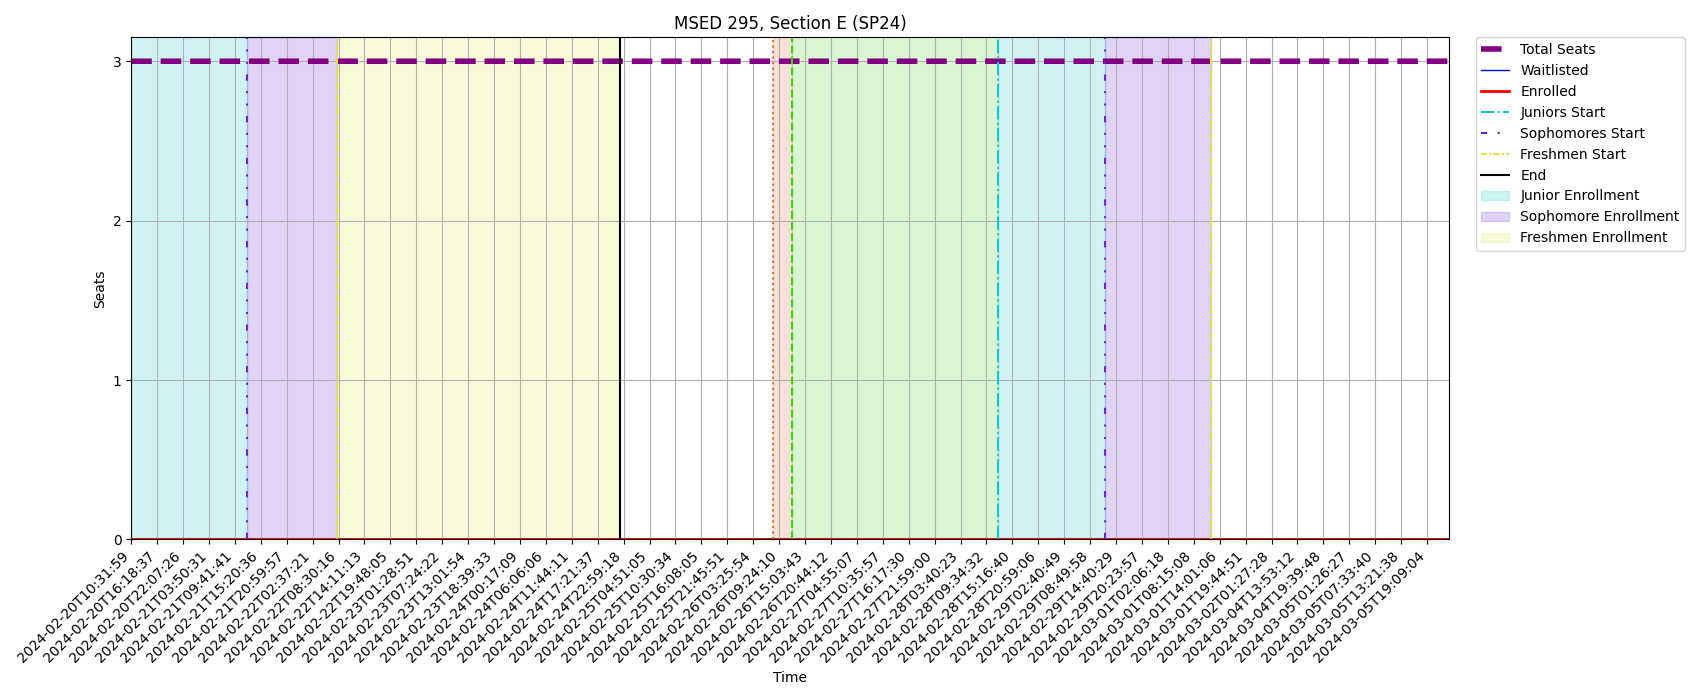 MSED 295, Section E (SP24)
Total Seats
Waitlisted
Enrolled
Juniors Start
Sophomores Start
Freshmen Start
End
Junior Enrollment
Sophomore Enrollment
Freshmen Enrollment
Seats
3
2
1
0
2024-02-20T10:31:59
2024-02-20T16:18:37
2024-02-20T22:07:26
2024-02-21T03:50:31
2024-02-21T09:41:41
2024-02-21T15:20:36
2024-02-21T20:59:57
2024-02-22T02:37:21
2024-02-22T08:30:16
2024-02-22T14:11:13
2024-02-22T19:48:05
2024-02-23T01:28:51
2024-02-23T07:24:22
2024-02-23T13:01:54
2024-02-23T18:39:33
2024-02-24T00:17:09
2024-02-24T06:06:06
2024-02-24T11:44:11
2024-02-24T17:21:37
2024-02-24T22:59:18
2024-02-25T04:51:05
2024-02-25T10:30:34
2024-02-25T16:08:05
2024-02-25T21:45:51
2024-02-26T03:25:54
2024-02-26T09:24:10
2024-02-26T15:03:43
2024-02-26T20:44:12
2024-02-27T04:55:07
2024-02-27T10:35:57
2024-02-27T16:17:30
2024-02-27T21:59:00
2024-02-28T03:40:23
2024-02-28T09:34:32
2024-02-28T15:16:40
2024-02-28T20:59:06
2024-02-29T02:40:49
2024-02-29T08:49:58
2024-02-29T14:40:29
2024-02-29T20:23:57
2024-03-01T02:06:18
2024-03-01T08:15:08
2024-03-01T14:01:06
2024-03-01T19:44:51
2024-03-02T01:27:28
2024-03-04T13:53:12
2024-03-04T19:39:48
2024-03-05T01:26:27
2024-03-05T07:33:40
2024-03-05T13:21:38
2024-03-05T19:09:04
Time